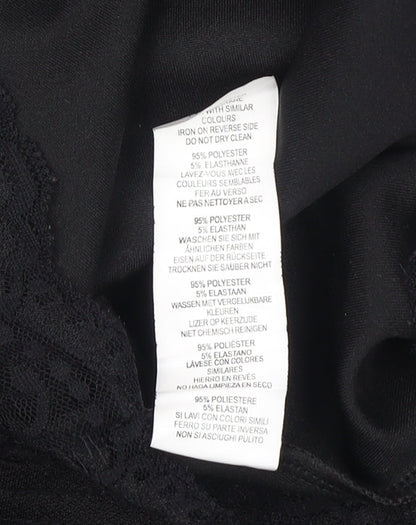 WITH SIMILAR
COLOURS
IRON ON REVERSE SIDE
DO NOT DRY CLEAN
95% POLYESTER
5% ELASTHANNE
LAVEZ-VOUS AVEC LES
COULEURS SEMBLABLES
FER AU VERSO
NE PAS NETTOYER A SEC
95% POLYESTER
5% ELASTHAN
WASCHEN SIE SICH MIT
ÄHNLICHEN FARBEN
EISEN AUF DER RÜCKSEITE
TROCKNEN SIE SAUBER NICHT
95% POLYESTER
5% ELASTAAN
WASSEN MET VERGELIJKBARE
KLEUREN
IJZER OP KEERZIJDE
NIET CHEMISCH REINIGEN
95% POLIÉSTER
5% ELASTANO
LÁVESE CON COLORES
SIMILARES
HIERRO EN REVÉS
NO HAGA LIMPIEZA EN SECO
95% POLIESTERE
5% ELASTAN
SI LAVI CON COLORI SIMILI
FERRO SU PARTE INVERSA
NON SI ASCIUGHI PULITO